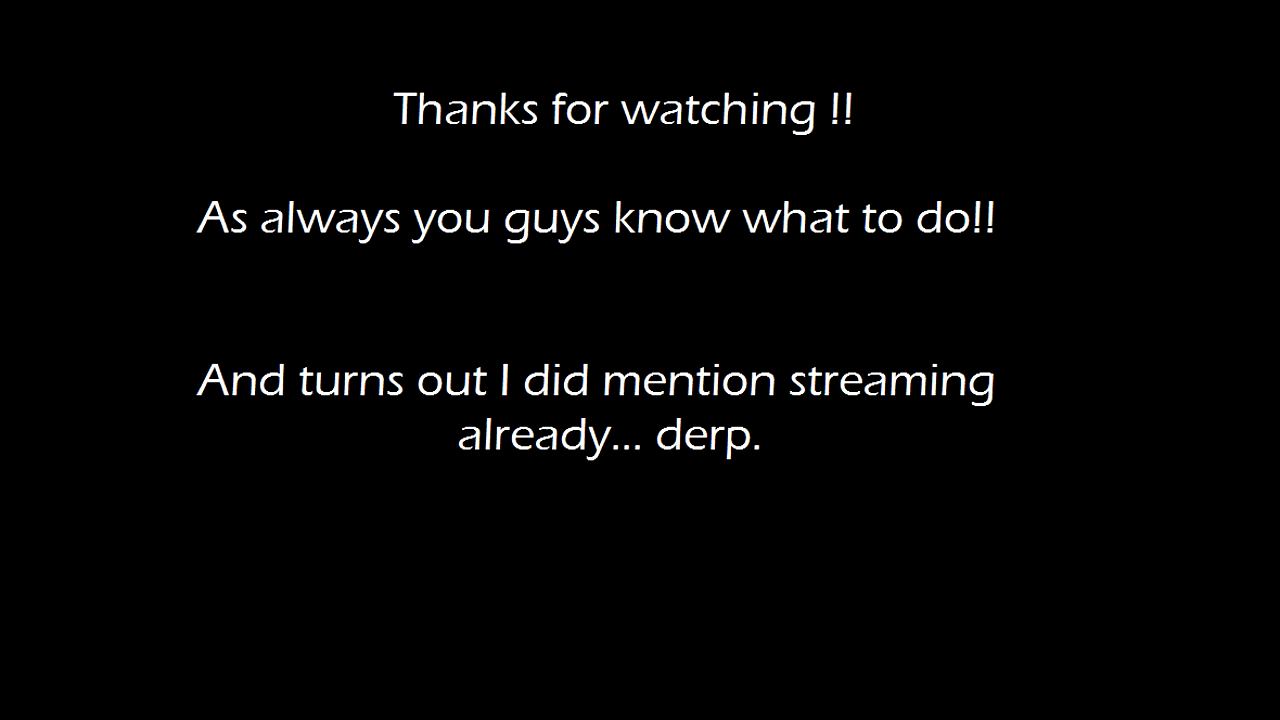 Thanks for watching !!
As always you guys know what to do!!
And turns out I did mention streaming
already... derp.